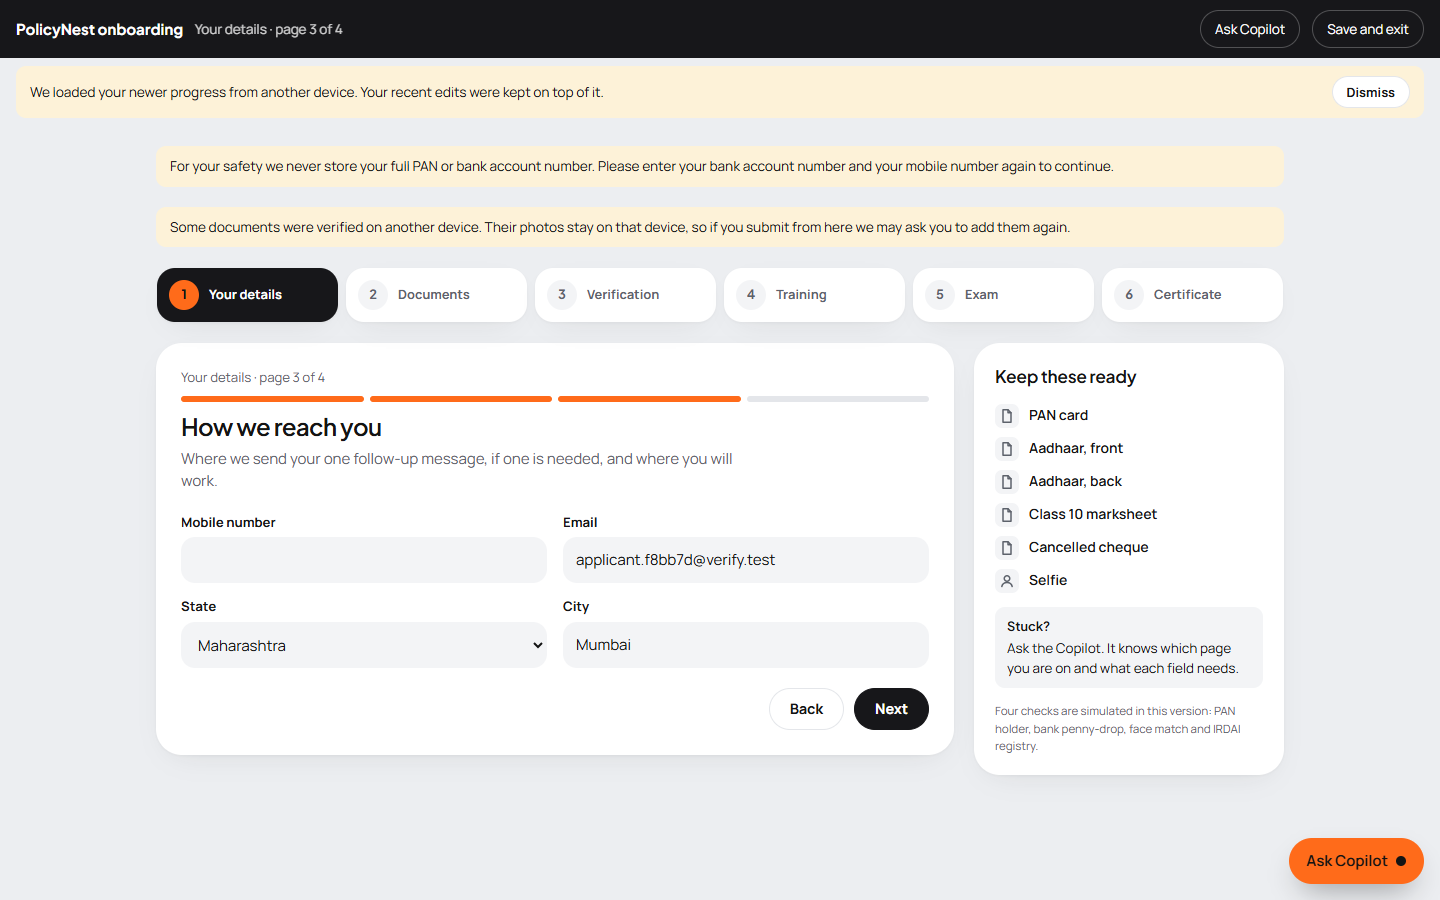 PolicyNest onboarding
Your details · page 3 of 4
Ask Copilot
Save and exit
We loaded your newer progress from another device. Your recent edits were kept on top of it.
Dismiss
For your safety we never store your full PAN or bank account number. Please enter your bank account number and your mobile number again to continue.
Some documents were verified on another device. Their photos stay on that device, so if you submit from here we may ask you to add them again.
1 Your details
2 Documents
3 Verification
4 Training
5 Exam
6 Certificate
Your details · page 3 of 4
How we reach you
Where we send your one follow-up message, if one is needed, and where you will
work.
Mobile number
Email
applicant.f8bb7d@verify.test
State
City
Maharashtra
Mumbai
Back
Next
Keep these ready
PAN card
Aadhaar, front
Aadhaar, back
Class 10 marksheet
Cancelled cheque
Selfie
Stuck?
Ask the Copilot. It knows which page
you are on and what each field needs.
Four checks are simulated in this version: PAN
holder, bank penny-drop, face match and IRDAI
registry.
Ask Copilot